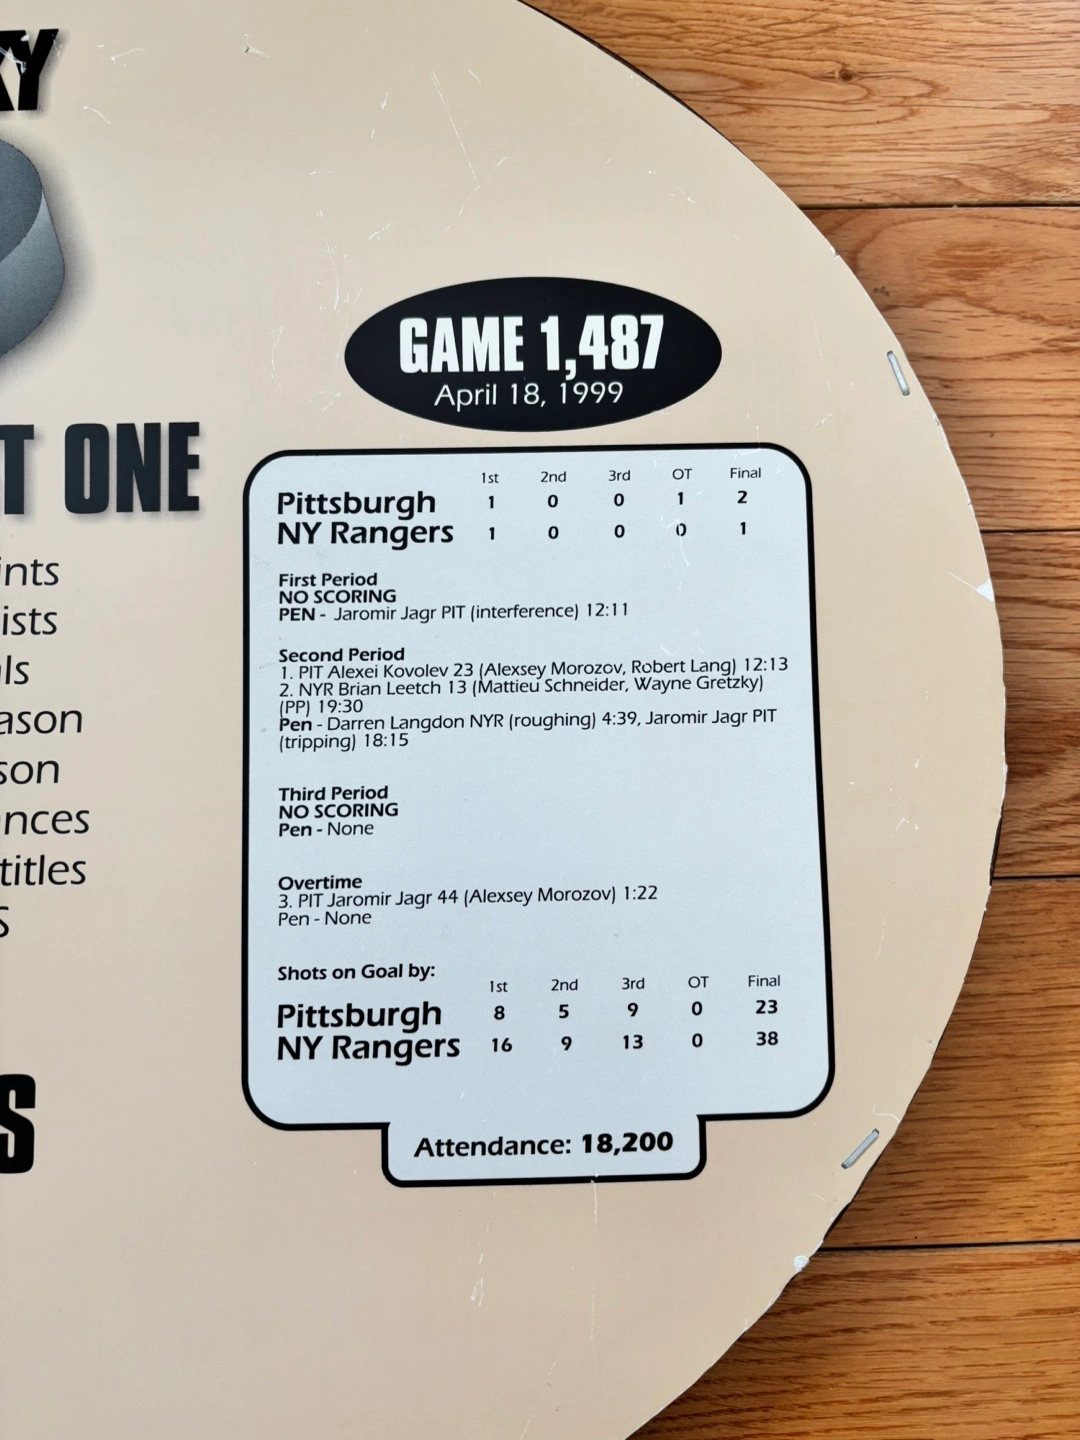 KY
GAME 1,487
April 18, 1999
T ONE
ints
ists
ls
ason
son
nces
titles
s
S
1st 2nd 3rd OT Final
Pittsburgh 1 0 0 1 2
NY Rangers 1 0 0 0 1
First Period
NO SCORING
PEN - Jaromir Jagr PIT (interference) 12:11
Second Period
1. PIT Alexei Kovolev 23 (Alexsey Morozov, Robert Lang) 12:13
2. NYR Brian Leetch 13 (Mattieu Schneider, Wayne Gretzky)
(PP) 19:30
Pen - Darren Langdon NYR (roughing) 4:39, Jaromir Jagr PIT
(tripping) 18:15
Third Period
NO SCORING
Pen - None
Overtime
3. PIT Jaromir Jagr 44 (Alexsey Morozov) 1:22
Pen - None
Shots on Goal by:
1st 2nd 3rd OT Final
Pittsburgh 8 5 9 0 23
NY Rangers 16 9 13 0 38
Attendance: 18,200